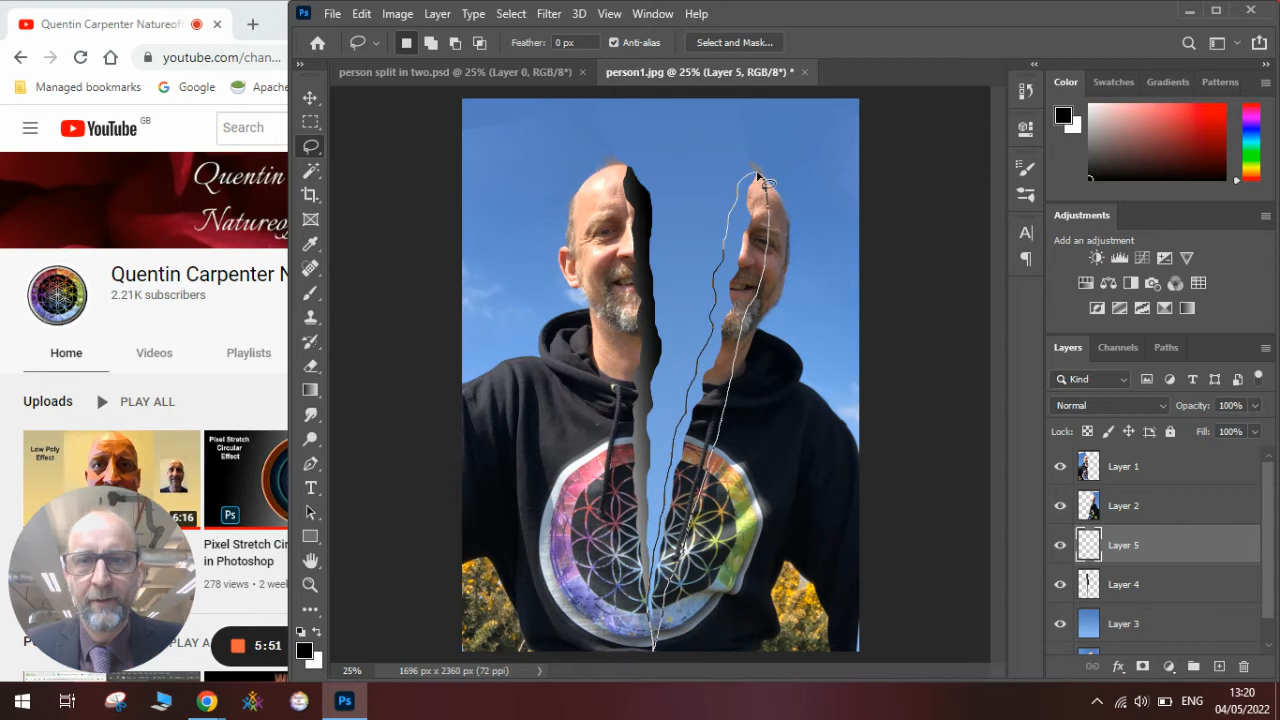 Quentin Carpenter Natureof
youtube.com/chan...
Managed bookmarks
Google
Apache
YouTube GB
Search
Quentin
Natureo
Quentin Carpenter N
2.21K subscribers
Home
Videos
Playlists
Uploads
PLAY ALL
Low Poly
Effect
Pixel Stretch
Circular
Effect
Ps
6:16
Pixel Stretch Cir
in Photoshop
278 views • 2 week
5:51
Ps
File
Edit
Image
Layer
Type
Select
Filter
3D
View
Window
Help
Feather:
0 px
Anti-alias
Select and Mask...
person split in two.psd @ 25% (Layer 0, RGB/8*)
person1.jpg @ 25% (Layer 5, RGB/8*) *
25%
1696 px x 2360 px (72 ppi)
Color
Swatches
Gradients
Patterns
Adjustments
Add an adjustment
Layers
Channels
Paths
Kind
Normal
Opacity:
100%
Lock:
Fill:
100%
Layer 1
Layer 2
Layer 5
Layer 4
Layer 3
Ps
ENG
13:20
04/05/2022